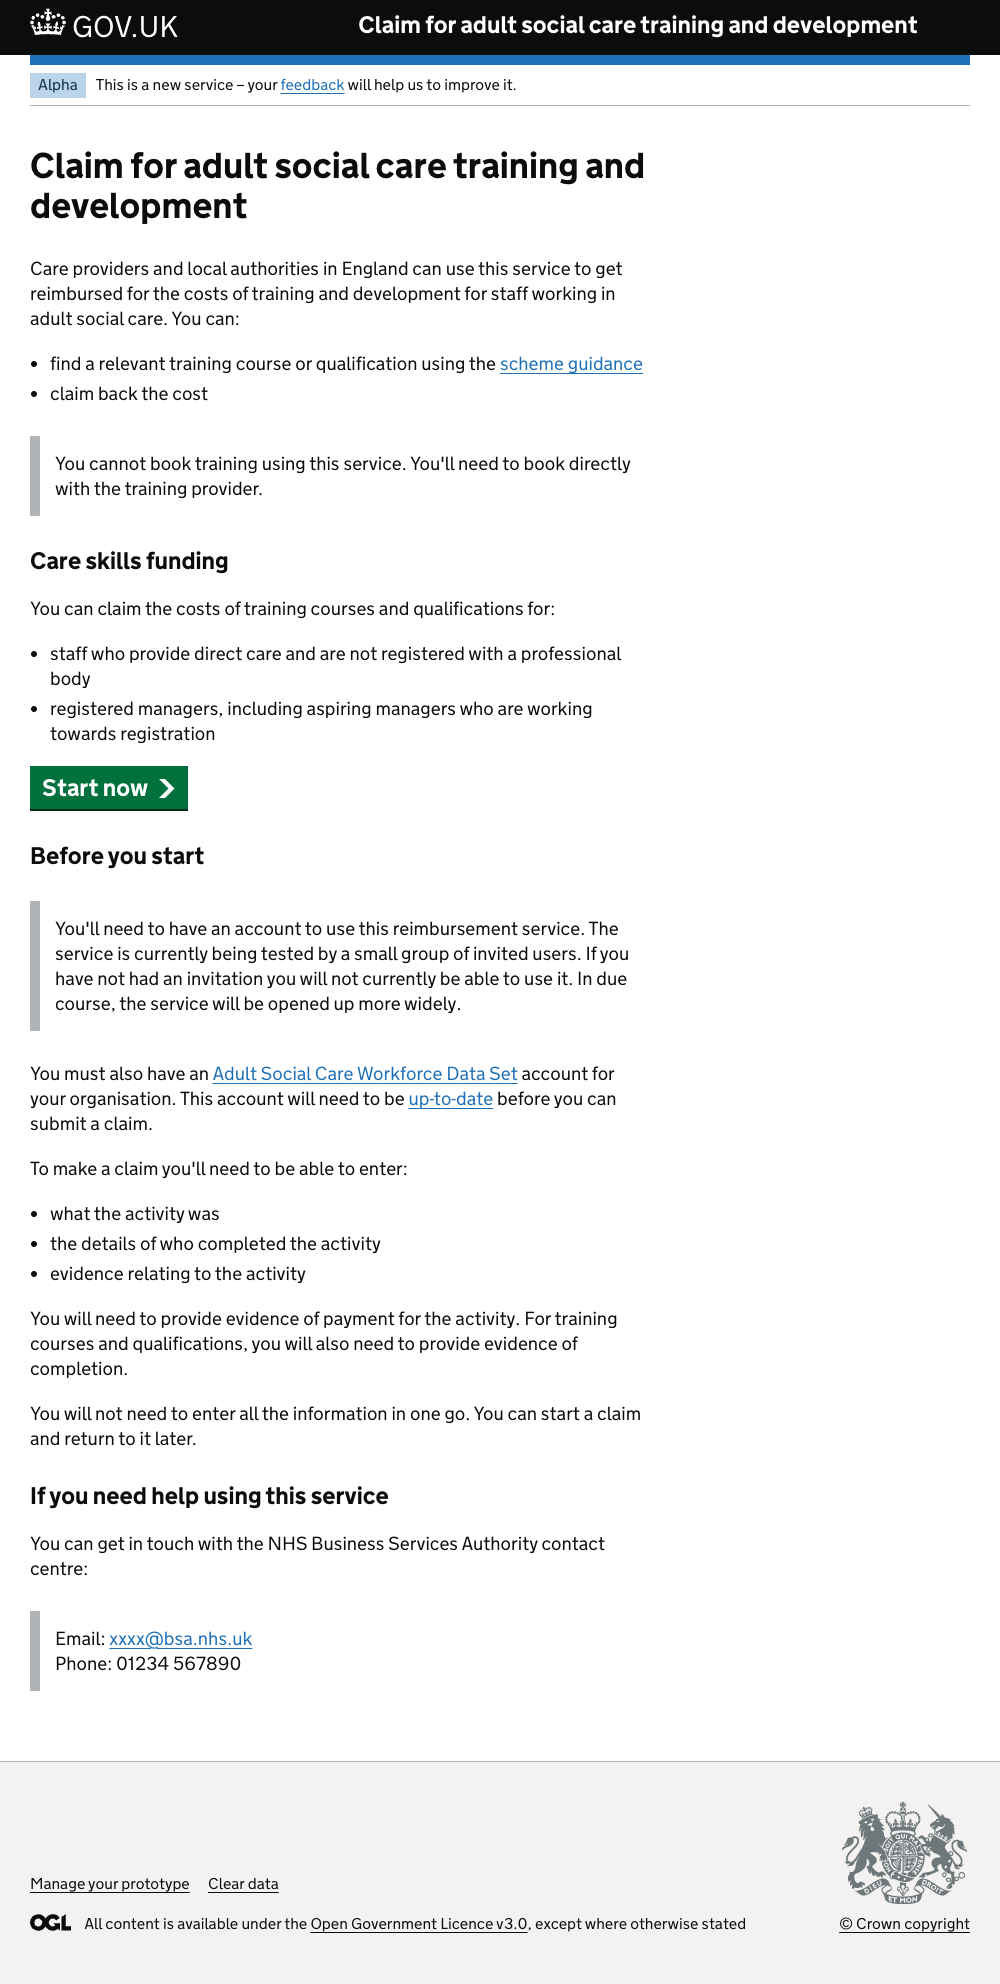 GOV.UK
Claim for adult social care training and development
Alpha
This is a new service – your feedback will help us to improve it.
Claim for adult social care training and
development
Care providers and local authorities in England can use this service to get
reimbursed for the costs of training and development for staff working in
adult social care. You can:
• find a relevant training course or qualification using the scheme guidance
• claim back the cost
You cannot book training using this service. You'll need to book directly
with the training provider.
Care skills funding
You can claim the costs of training courses and qualifications for:
• staff who provide direct care and are not registered with a professional
body
• registered managers, including aspiring managers who are working
towards registration
Start now
Before you start
You'll need to have an account to use this reimbursement service. The
service is currently being tested by a small group of invited users. If you
have not had an invitation you will not currently be able to use it. In due
course, the service will be opened up more widely.
You must also have an Adult Social Care Workforce Data Set account for
your organisation. This account will need to be up-to-date before you can
submit a claim.
To make a claim you'll need to be able to enter:
• what the activity was
• the details of who completed the activity
• evidence relating to the activity
You will need to provide evidence of payment for the activity. For training
courses and qualifications, you will also need to provide evidence of
completion.
You will not need to enter all the information in one go. You can start a claim
and return to it later.
If you need help using this service
You can get in touch with the NHS Business Services Authority contact
centre:
Email: xxxx@bsa.nhs.uk
Phone: 01234 567890
Manage your prototype Clear data
OGL All content is available under the Open Government Licence v3.0, except where otherwise stated
DIEU ET MON DROIT
© Crown copyright